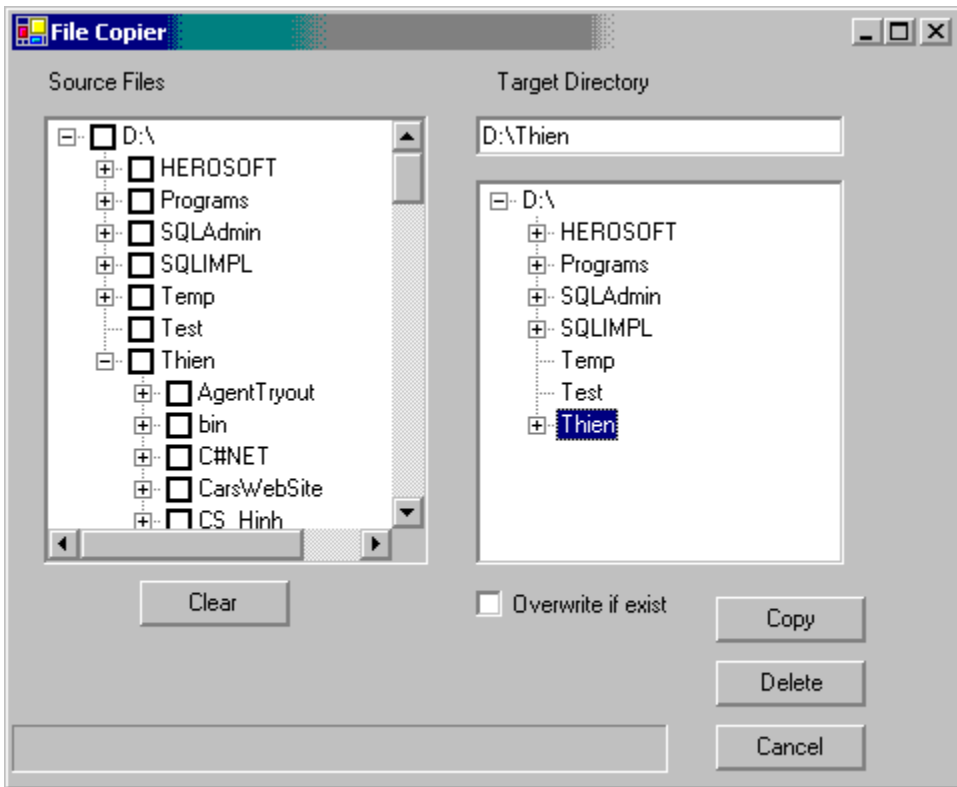 File Copier
Source Files
Target Directory
D:\
HEROSOFT
Programs
SQLAdmin
SQLIMPL
Temp
Test
Thien
AgentTryout
bin
C#NET
CarsWebSite
CS_Hinh
D:\Thien
D:\
HEROSOFT
Programs
SQLAdmin
SQLIMPL
Temp
Test
Thien
Clear
Overwrite if exist
Copy
Delete
Cancel